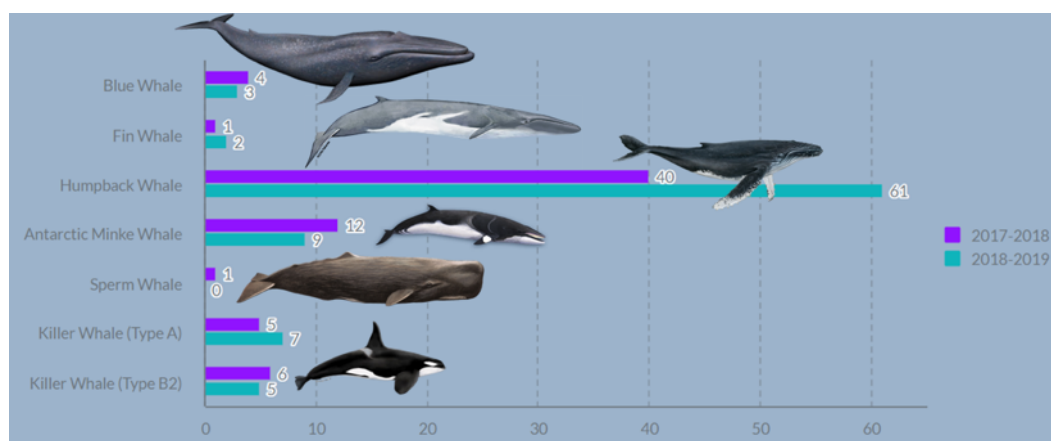 Blue Whale
4
3
Fin Whale
1
2
Humpback Whale
40
61
Antarctic Minke Whale
12
9
Sperm Whale
1
0
Killer Whale (Type A)
5
7
Killer Whale (Type B2)
6
5
0 10 20 30 40 50 60
2017-2018
2018-2019